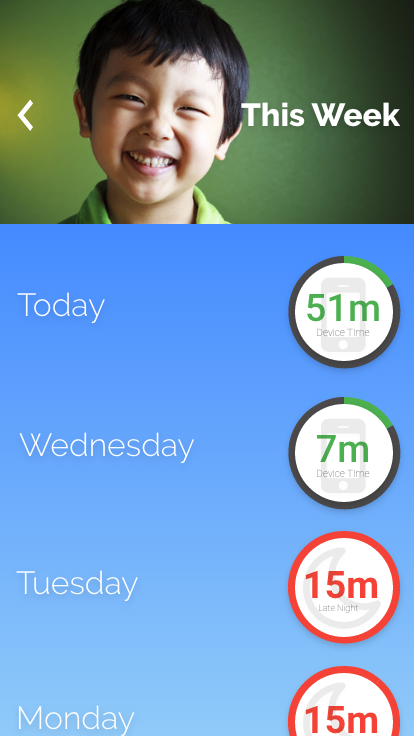 This Week
Today
51m
Device Time
Wednesday
7m
Device Time
Tuesday
15m
Late Night
Monday
15m